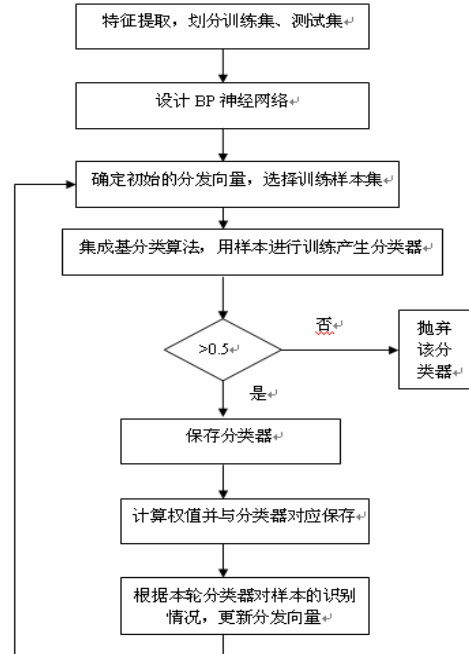 特征提取，划分训练集、测试集
设计 BP 神经网络
确定初始的分发向量，选择训练样本集
集成基分类算法，用样本进行训练产生分类器
>0.5
否
抛弃
该分
类器
是
保存分类器
计算权值并与分类器对应保存
根据本轮分类器对样本的识别
情况，更新分发向量